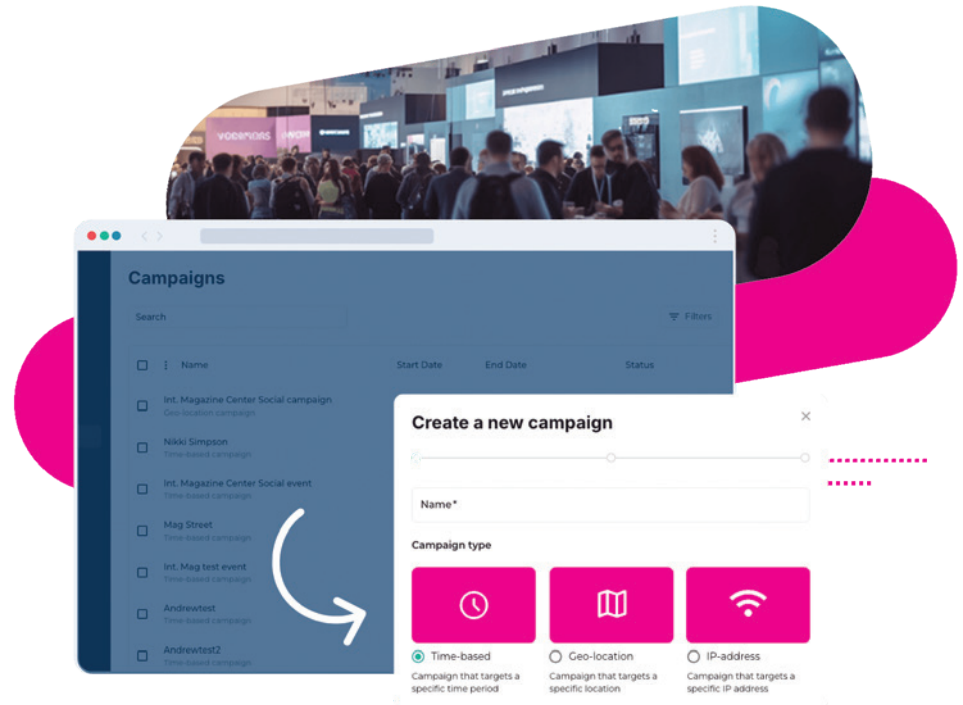 Campaigns
Search
Filters
Name
Start Date
End Date
Status
Int. Magazine Center Social campaign
Geo-location campaign
Nikki Simpson
Time-based campaign
Int. Magazine Center Social event
Time-based campaign
Mag Street
Time-based campaign
Int. Mag test event
Time-based campaign
Andrewtest
Time-based campaign
Andrewtest2
Time-based campaign
Create a new campaign
Name*
Campaign type
Time-based
Campaign that targets a
specific time period
Geo-location
Campaign that targets a
specific location
IP-address
Campaign that targets a
specific IP address